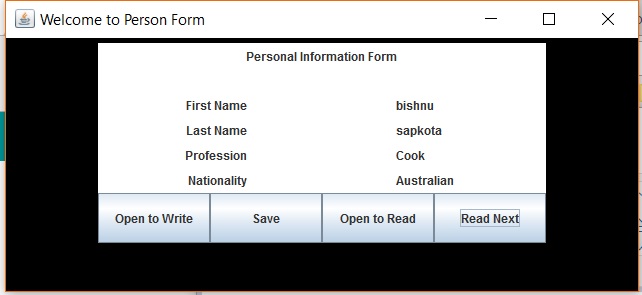 Welcome to Person Form
Personal Information Form
First Name bishnu
Last Name sapkota
Profession Cook
Nationality Australian
Open to Write Save Open to Read Read Next